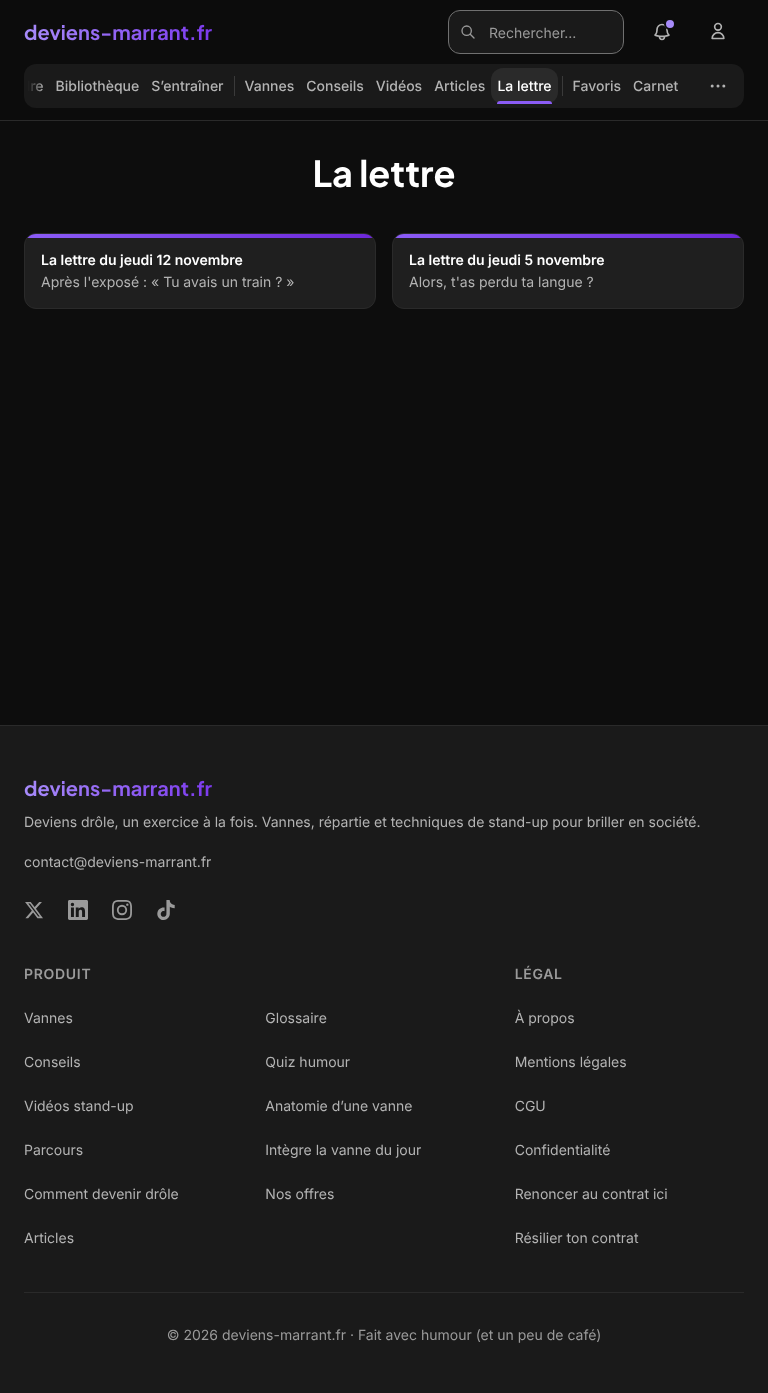 deviens-marrant.fr
Rechercher...
re Bibliothèque S’entraîner Vannes Conseils Vidéos Articles La lettre Favoris Carnet
La lettre
La lettre du jeudi 12 novembre
Après l'exposé : « Tu avais un train ? »
La lettre du jeudi 5 novembre
Alors, t'as perdu ta langue ?
deviens-marrant.fr
Deviens drôle, un exercice à la fois. Vannes, répartie et techniques de stand-up pour briller en société.
contact@deviens-marrant.fr
PRODUIT
Vannes
Conseils
Vidéos stand-up
Parcours
Comment devenir drôle
Articles
Glossaire
Quiz humour
Anatomie d’une vanne
Intègre la vanne du jour
Nos offres
LÉGAL
À propos
Mentions légales
CGU
Confidentialité
Renoncer au contrat ici
Résilier ton contrat
© 2026 deviens-marrant.fr · Fait avec humour (et un peu de café)